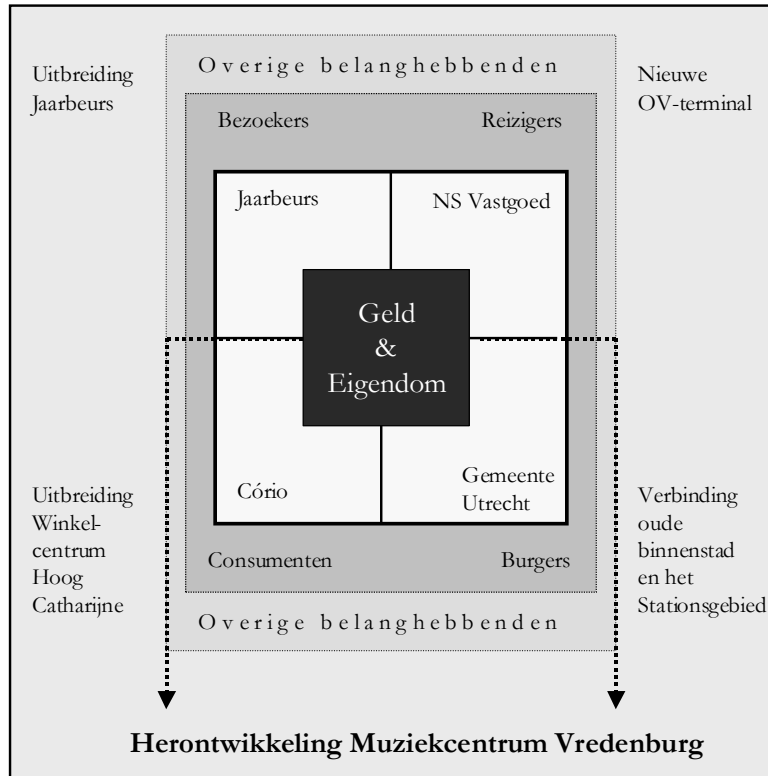 Overige belanghebbenden
Uitbreiding
Jaarbeurs
Nieuwe
OV-terminal
Bezoekers
Reizigers
Jaarbeurs
NS Vastgoed
Geld
&
Eigendom
Cório
Gemeente
Utrecht
Uitbreiding
Winkel-
centrum
Hoog
Catharijne
Verbinding
oude
binnenstad
en het
Stationsgebied
Consumenten
Burgers
Overige belanghebbenden
Herontwikkeling Muziekcentrum Vredenburg